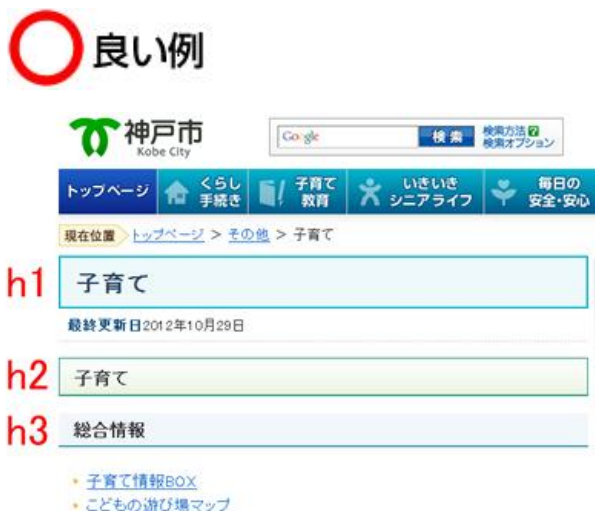 良い例
神戸市
Kobe City
Google
検索
検索方法?
検索オプション
トップページ
くらし
手続き
子育て
教育
いきいき
シニアライフ
毎日の
安全・安心
現在位置 トップページ > その他 > 子育て
h1 子育て
最終更新日2012年10月29日
h2 子育て
h3 総合情報
• 子育て情報BOX
• こどもの遊び場マップ